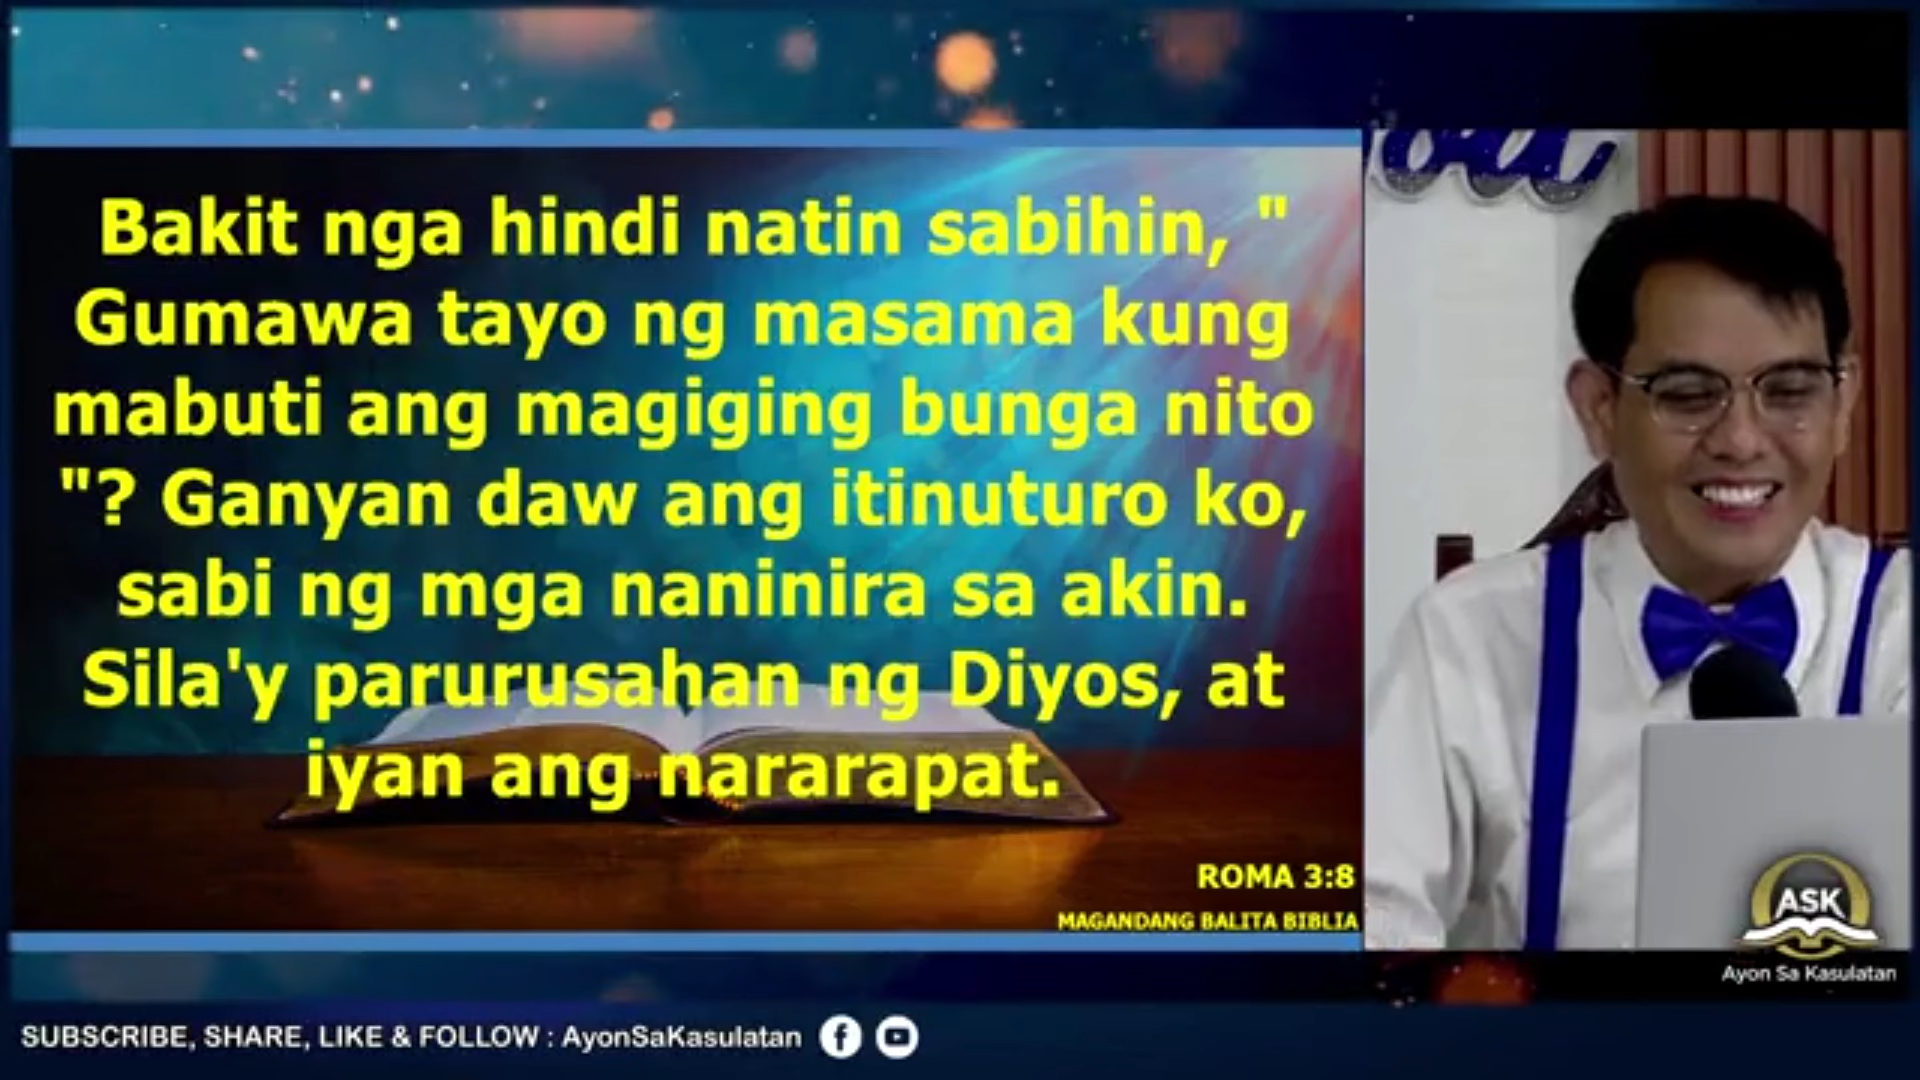 Bakit nga hindi natin sabihin, "
Gumawa tayo ng masama kung
mabuti ang magiging bunga nito
"? Ganyan daw ang itinuturo ko,
sabi ng mga naninira sa akin.
Sila'y parurusahan ng Diyos, at
iyan ang nararapat.
ROMA 3:8
MAGANDANG BALITA BIBLIA
ASK
Ayon Sa Kasulatan
SUBSCRIBE, SHARE, LIKE & FOLLOW : AyonSaKasulatan